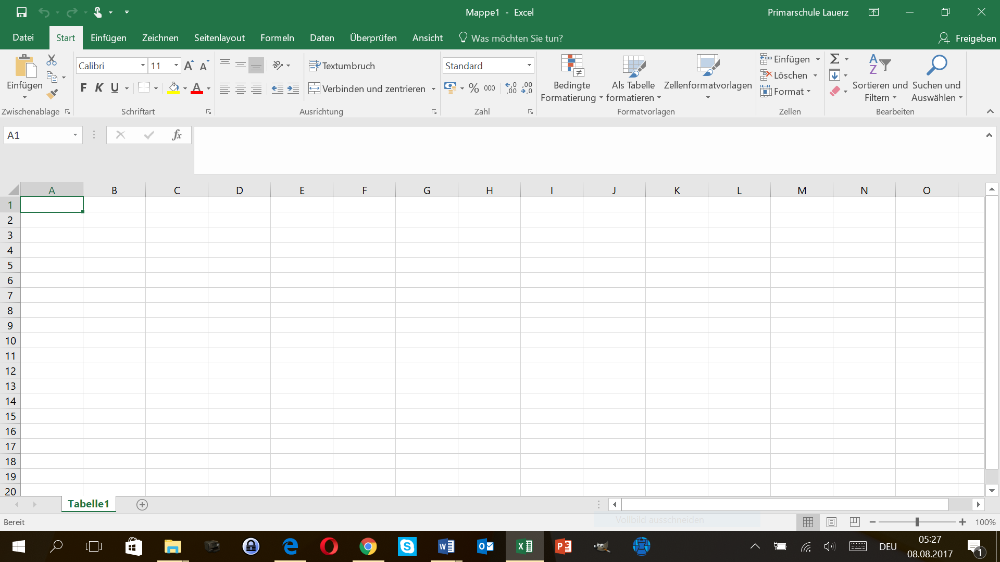 Mappe1 - Excel
Primarschule Lauerz
Datei Start Einfügen Zeichnen Seitenlayout Formeln Daten Überprüfen Ansicht Was möchten Sie tun? Freigeben
Einfügen
Zwischenablage
Calibri 11
F K U
Schriftart
Textumbruch
Verbinden und zentrieren
Ausrichtung
Standard
% 000
Zahl
Bedingte Formatierung
Als Tabelle formatieren
Zellenformatvorlagen
Formatvorlagen
Einfügen
Löschen
Format
Zellen
Sortieren und Filtern
Suchen und Auswählen
Bearbeiten
A1
fx
A B C D E F G H I J K L M N O
1
2
3
4
5
6
7
8
9
10
11
12
13
14
15
16
17
18
19
20
Tabelle1
Vollbild ausschneiden
Bereit
100%
DEU
05:27
08.08.2017
1